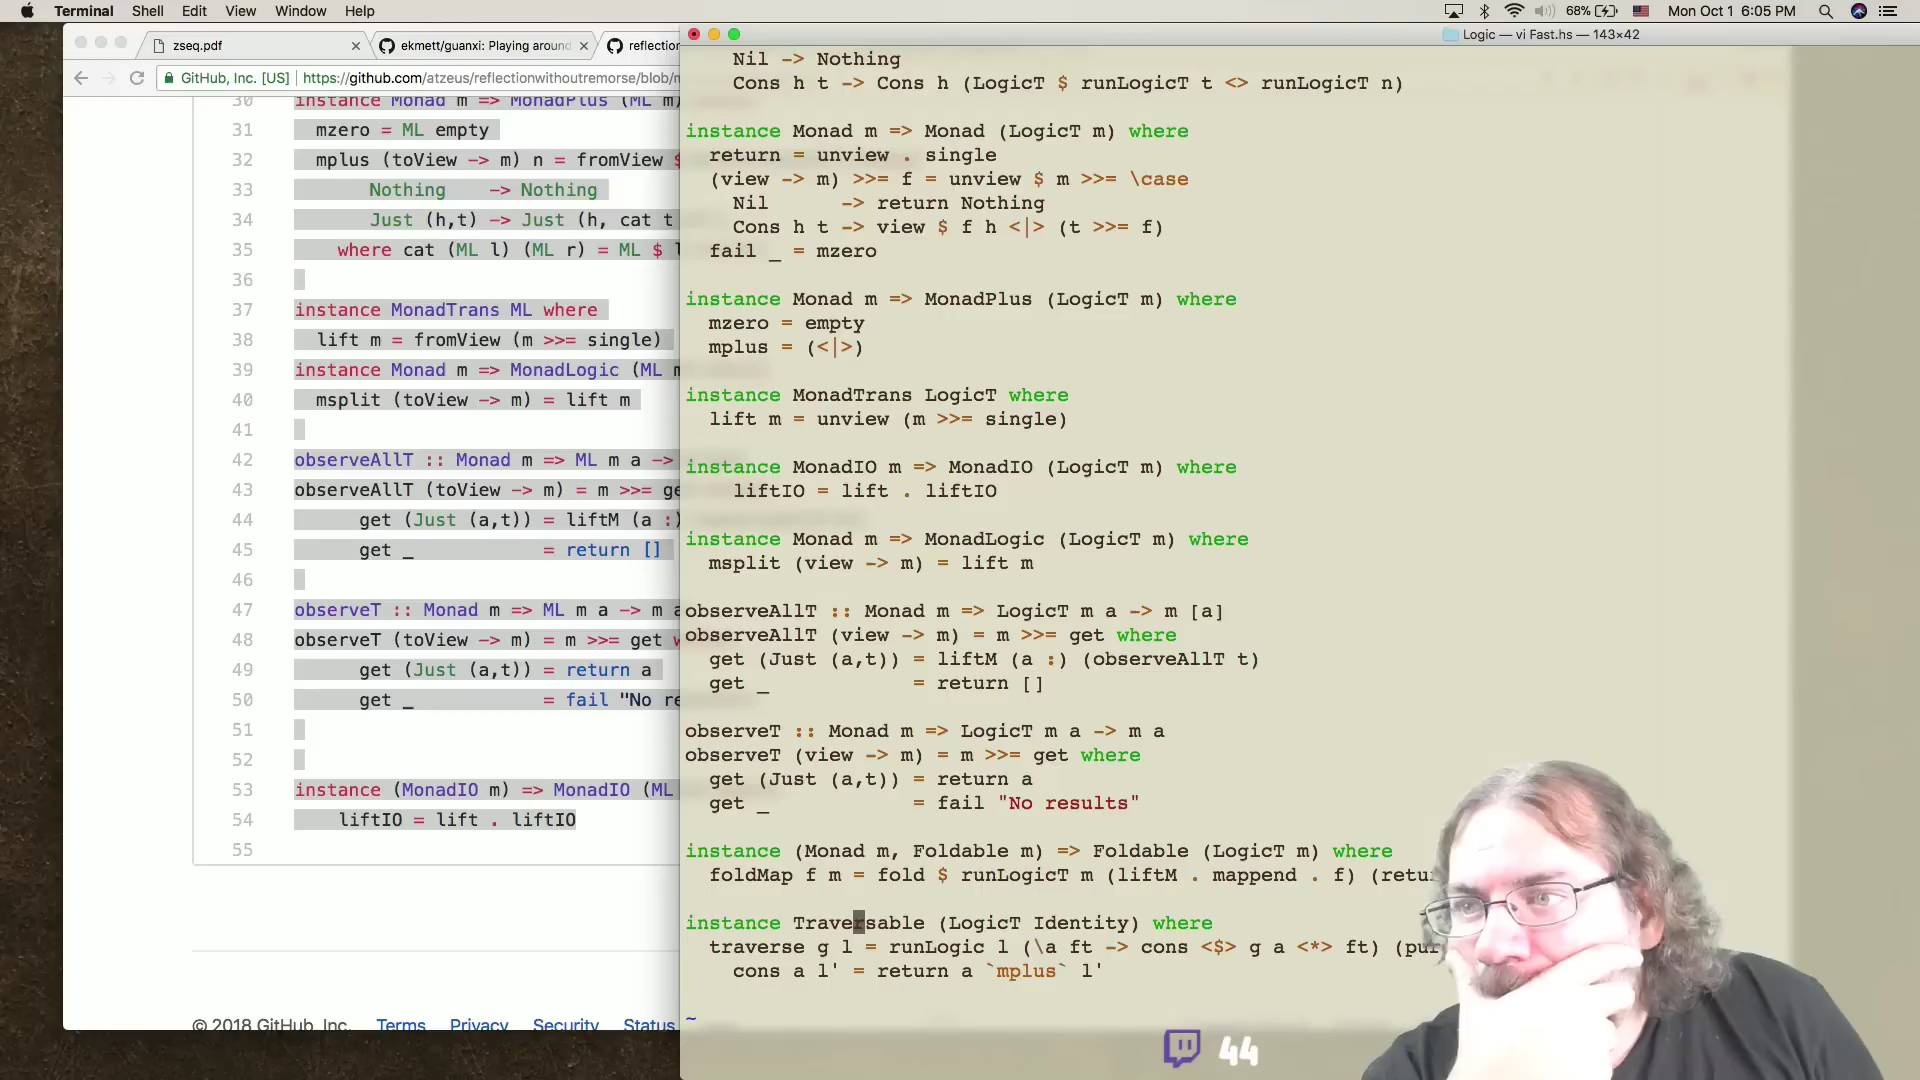 Terminal Shell Edit View Window Help 68% Mon Oct 1 6:05 PM
zseq.pdf × ekmett/guanxi: Playing around × reflection
GitHub, Inc. [US] https://github.com/atzeus/reflectionwithoutremorse/blob/m
30 instance Monad m => MonadPlus (ML m)
31 mzero = ML empty
32 mplus (toView -> m) n = fromView $
33 Nothing -> Nothing
34 Just (h,t) -> Just (h, cat t
35 where cat (ML l) (ML r) = ML $ l
36
37 instance MonadTrans ML where
38 lift m = fromView (m >>= single)
39 instance Monad m => MonadLogic (ML m
40 msplit (toView -> m) = lift m
41
42 observeAllT :: Monad m => ML m a ->
43 observeAllT (toView -> m) = m >>= ge
44 get (Just (a,t)) = liftM (a :)
45 get _ = return []
46
47 observeT :: Monad m => ML m a -> m a
48 observeT (toView -> m) = m >>= get w
49 get (Just (a,t)) = return a
50 get _ = fail "No re
51
52
53 instance (MonadIO m) => MonadIO (ML
54 liftIO = lift . liftIO
55
© 2018 GitHub, Inc. Terms Privacy Security Status
Logic — vi Fast.hs — 143×42
Nil -> Nothing
Cons h t -> Cons h (LogicT $ runLogicT t <> runLogicT n)
instance Monad m => Monad (LogicT m) where
return = unview . single
(view -> m) >>= f = unview $ m >>= \case
Nil -> return Nothing
Cons h t -> view $ f h <|> (t >>= f)
fail _ = mzero
instance Monad m => MonadPlus (LogicT m) where
mzero = empty
mplus = (<|>)
instance MonadTrans LogicT where
lift m = unview (m >>= single)
instance MonadIO m => MonadIO (LogicT m) where
liftIO = lift . liftIO
instance Monad m => MonadLogic (LogicT m) where
msplit (view -> m) = lift m
observeAllT :: Monad m => LogicT m a -> m [a]
observeAllT (view -> m) = m >>= get where
get (Just (a,t)) = liftM (a :) (observeAllT t)
get _ = return []
observeT :: Monad m => LogicT m a -> m a
observeT (view -> m) = m >>= get where
get (Just (a,t)) = return a
get _ = fail "No results"
instance (Monad m, Foldable m) => Foldable (LogicT m) where
foldMap f m = fold $ runLogicT m (liftM . mappend . f) (retu
instance Traversable (LogicT Identity) where
traverse g l = runLogic l (\a ft -> cons <$> g a <*> ft) (pu
cons a l' = return a `mplus` l'
~
44